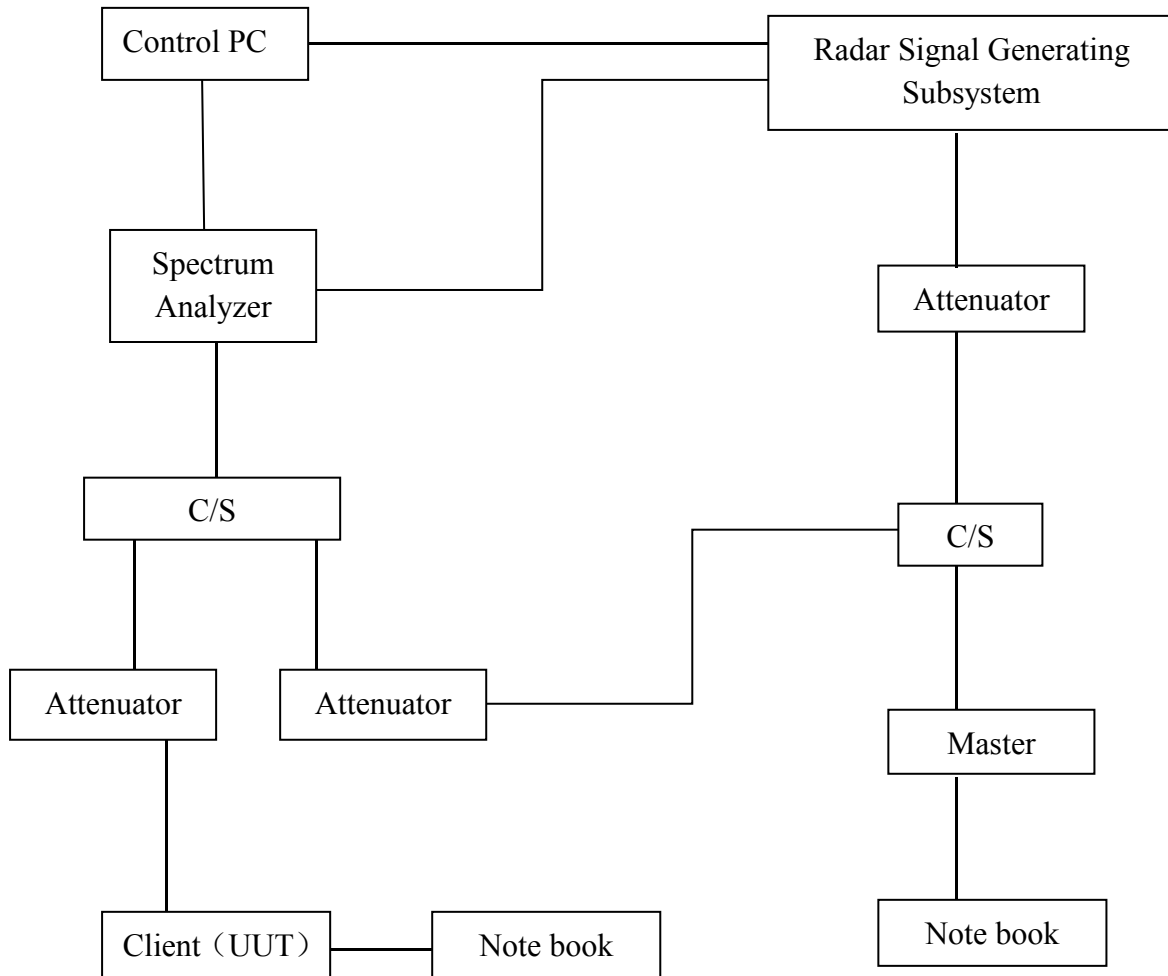 Control PC
Radar Signal Generating
Subsystem
Spectrum
Analyzer
Attenuator
C/S
C/S
Attenuator
Attenuator
Master
Client（UUT）
Note book
Note book